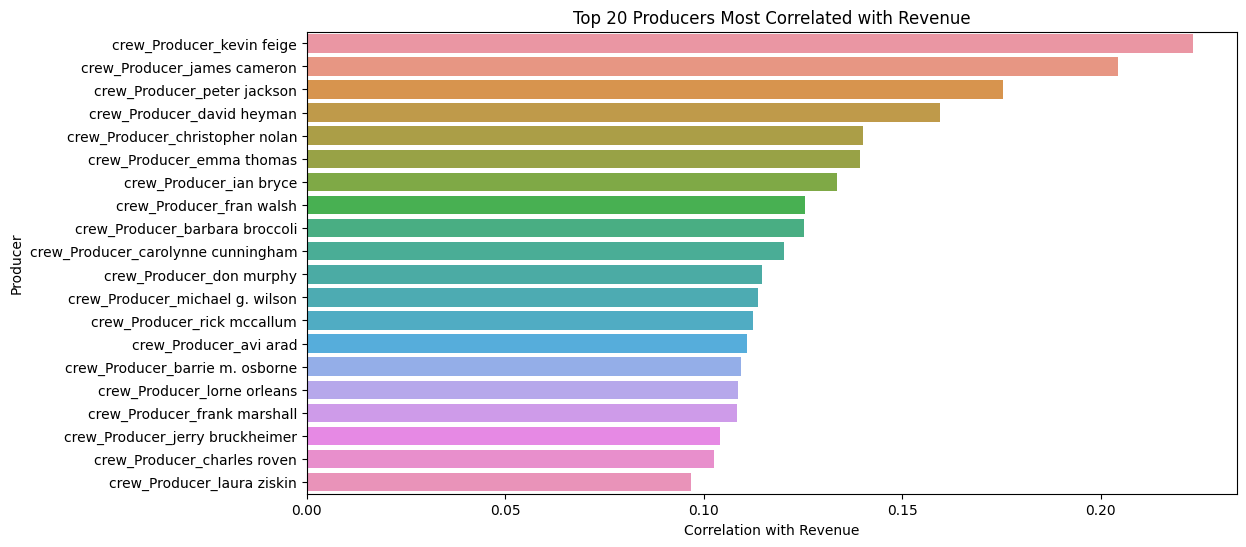 Top 20 Producers Most Correlated with Revenue
crew_Producer_kevin feige
crew_Producer_james cameron
crew_Producer_peter jackson
crew_Producer_david heyman
crew_Producer_christopher nolan
crew_Producer_emma thomas
crew_Producer_ian bryce
crew_Producer_fran walsh
crew_Producer_barbara broccoli
crew_Producer_carolynne cunningham
crew_Producer_don murphy
crew_Producer_michael g. wilson
crew_Producer_rick mccallum
crew_Producer_avi arad
crew_Producer_barrie m. osborne
crew_Producer_lorne orleans
crew_Producer_frank marshall
crew_Producer_jerry bruckheimer
crew_Producer_charles roven
crew_Producer_laura ziskin
Producer
0.00 0.05 0.10 0.15 0.20
Correlation with Revenue